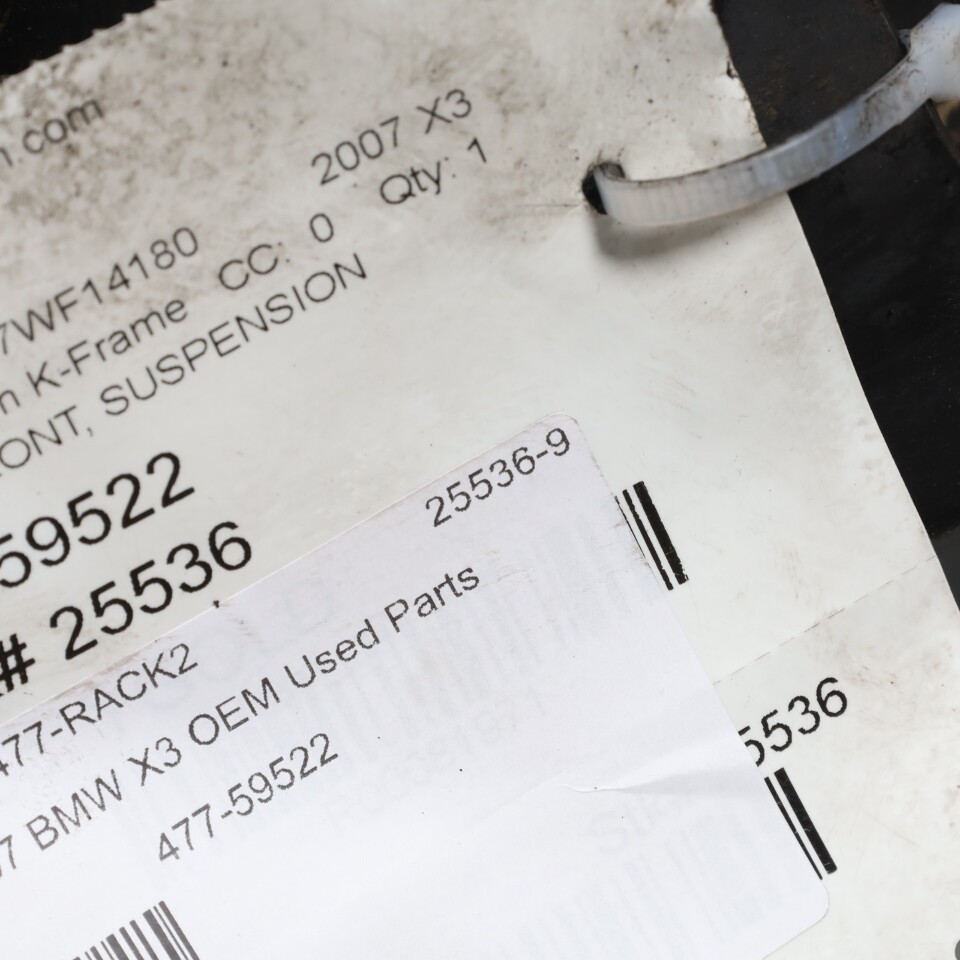 n.com
2007 X3
7WF14180
Qty: 1
n K-Frame CC: 0
ONT, SUSPENSION
59522
# 25536
25536-9
477-RACK2
7 BMW X3 OEM Used Parts
477-59522
5536